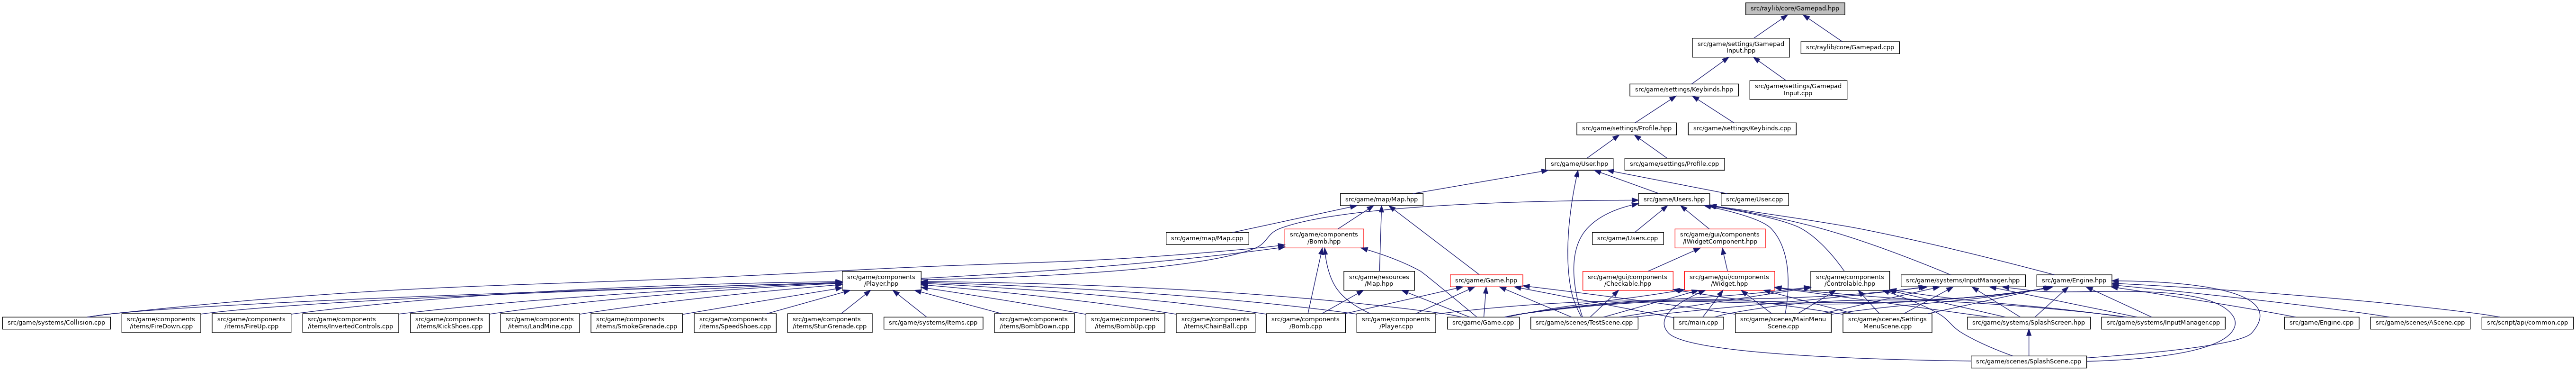 src/raylib/core/Gamepad.hpp
src/game/settings/Gamepad
Input.hpp
src/raylib/core/Gamepad.cpp
src/game/settings/Keybinds.hpp
src/game/settings/Gamepad
Input.cpp
src/game/settings/Profile.hpp
src/game/settings/Keybinds.cpp
src/game/User.hpp
src/game/settings/Profile.cpp
src/game/map/Map.hpp
src/game/Users.hpp
src/game/User.cpp
src/game/map/Map.cpp
src/game/components
/Bomb.hpp
src/game/Users.cpp
src/game/gui/components
/IWidgetComponent.hpp
src/game/components
/Player.hpp
src/game/resources
/Map.hpp
src/game/Game.hpp
src/game/gui/components
/Checkable.hpp
src/game/gui/components
/Widget.hpp
src/game/components
/Controlable.hpp
src/game/systems/InputManager.hpp
src/game/Engine.hpp
src/game/systems/Collision.cpp
src/game/components
/items/FireDown.cpp
src/game/components
/items/FireUp.cpp
src/game/components
/items/InvertedControls.cpp
src/game/components
/items/KickShoes.cpp
src/game/components
/items/LandMine.cpp
src/game/components
/items/SmokeGrenade.cpp
src/game/components
/items/SpeedShoes.cpp
src/game/components
/items/StunGrenade.cpp
src/game/systems/Items.cpp
src/game/components
/items/BombDown.cpp
src/game/components
/items/BombUp.cpp
src/game/components
/items/ChainBall.cpp
src/game/components
/Bomb.cpp
src/game/components
/Player.cpp
src/game/Game.cpp
src/game/scenes/TestScene.cpp
src/main.cpp
src/game/scenes/MainMenu
Scene.cpp
src/game/scenes/Settings
MenuScene.cpp
src/game/systems/SplashScreen.hpp
src/game/systems/InputManager.cpp
src/game/Engine.cpp
src/game/scenes/AScene.cpp
src/script/api/common.cpp
src/game/scenes/SplashScene.cpp